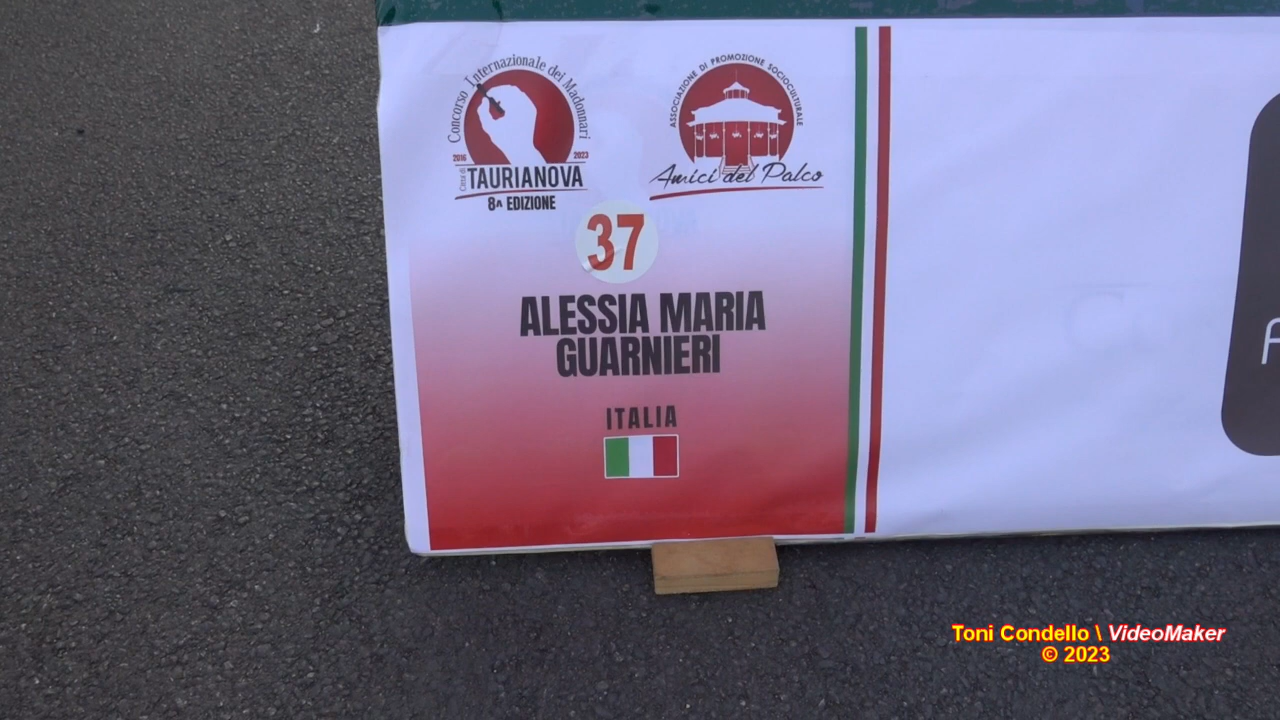 Concorso Internazionale dei Madonnari
2016 2023
Città di TAURIANOVA
8ᴬ EDIZIONE
ASSOCIAZIONE DI PROMOZIONE SOCIOCULTURALE
Amici del Palco
37
ALESSIA MARIA
GUARNIERI
ITALIA
Toni Condello \ VideoMaker
© 2023